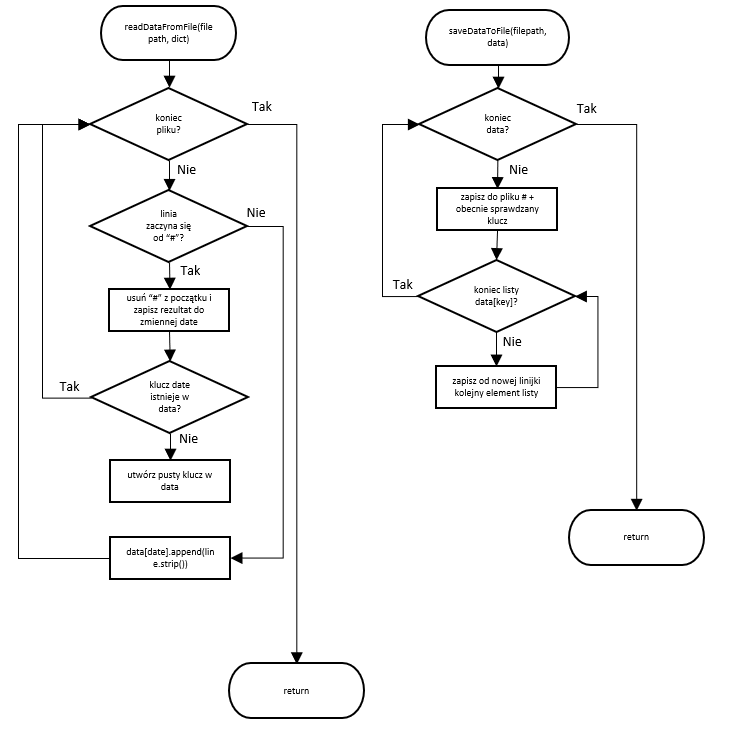 readDataFromFile(file
path, dict)
koniec
pliku?
Tak
Nie
linia
zaczyna się
od “#”?
Nie
Tak
usuń “#” z początku i
zapisz rezultat do
zmiennej date
klucz date
istnieje w
data?
Tak
Nie
utwórz pusty klucz w
data
data[date].append(lin
e.strip())
return
saveDataToFile(filepath,
data)
koniec
data?
Tak
Nie
zapisz do pliku # +
obecnie sprawdzany
klucz
koniec listy
data[key]?
Tak
Nie
zapisz od nowej linijki
kolejny element listy
return